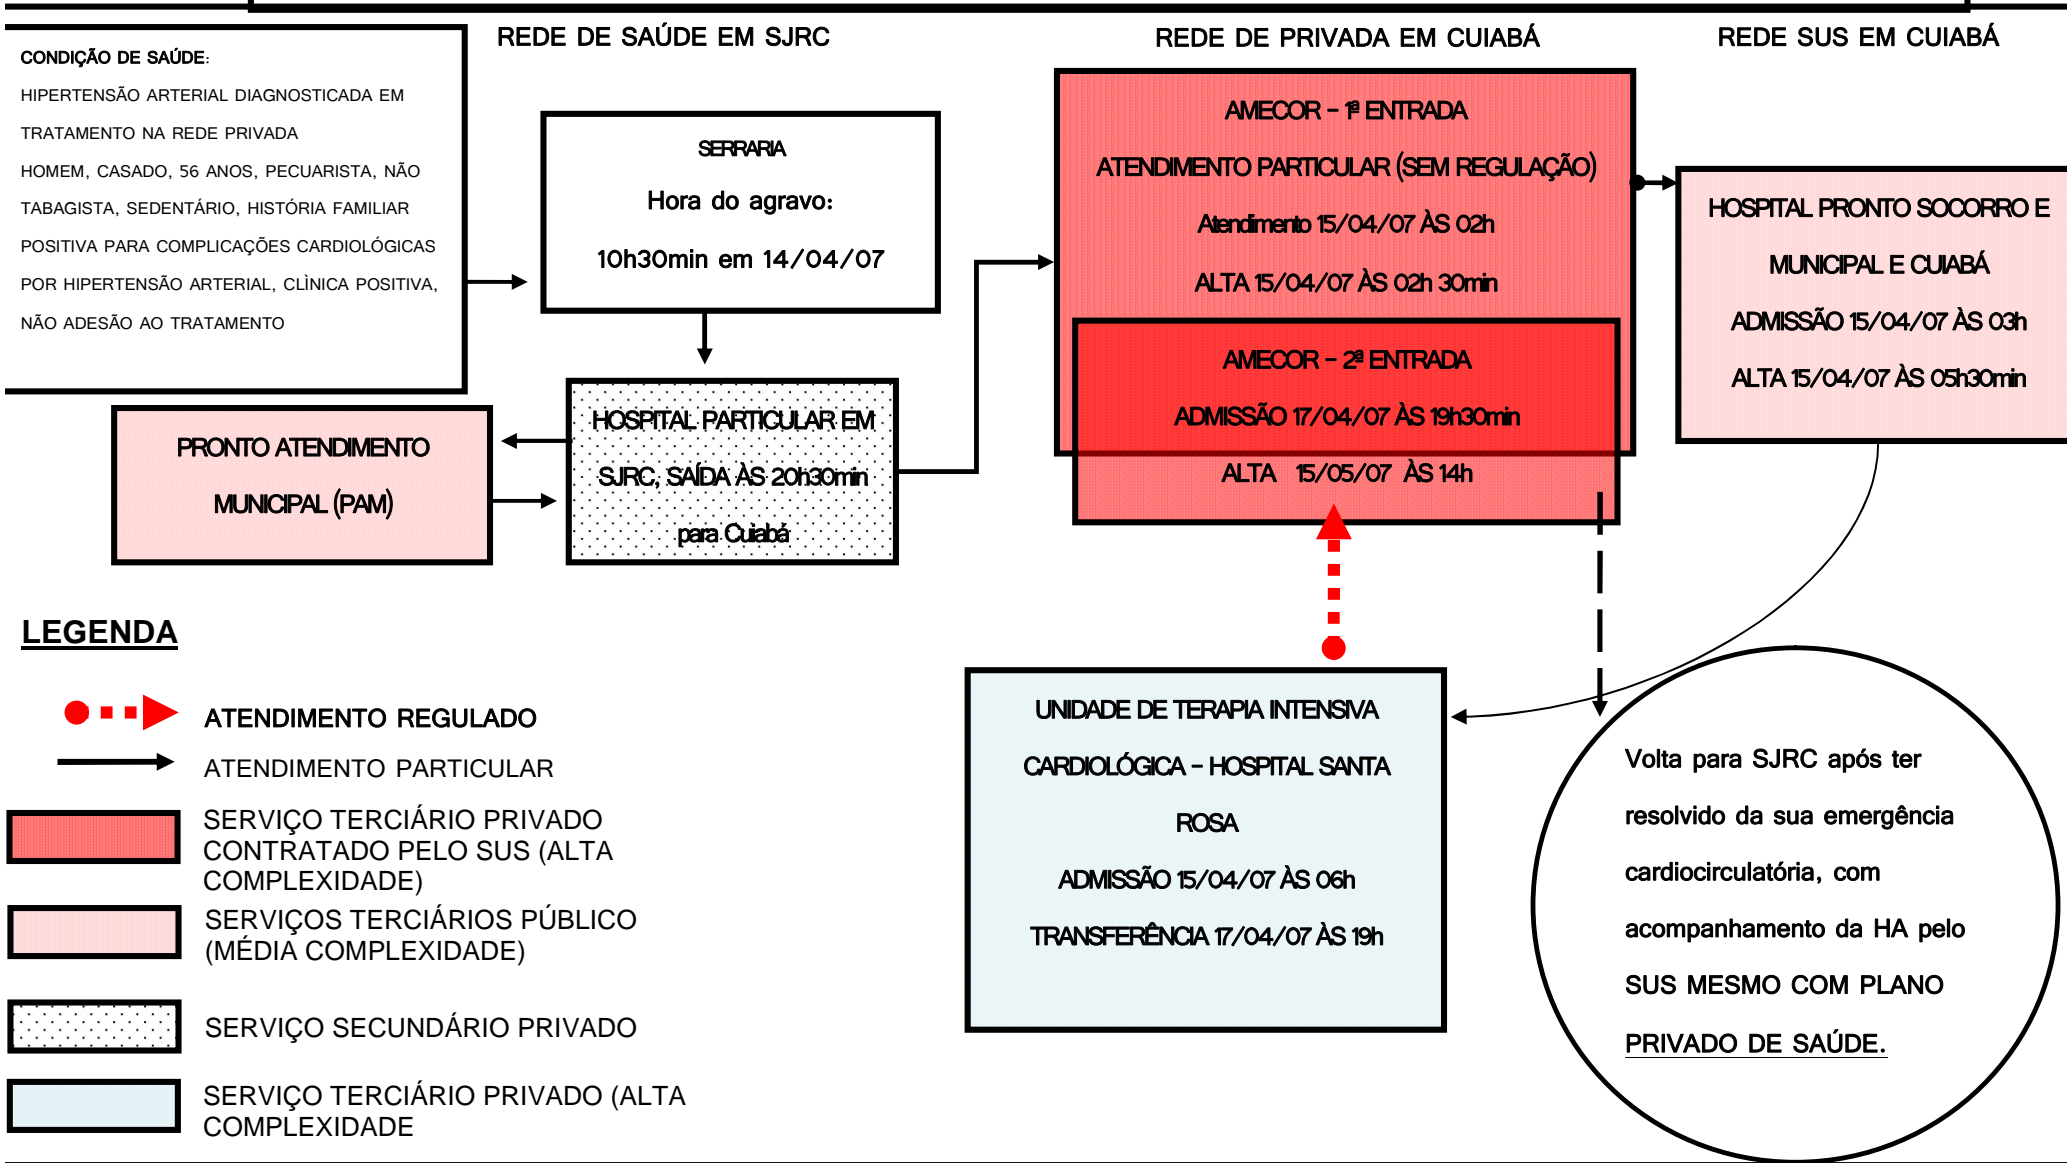 REDE DE SAÚDE EM SJRC
REDE DE PRIVADA EM CUIABÁ
REDE SUS EM CUIABÁ
CONDIÇÃO DE SAÚDE:
HIPERTENSÃO ARTERIAL DIAGNOSTICADA EM
TRATAMENTO NA REDE PRIVADA
HOMEM, CASADO, 56 ANOS, PECUARISTA, NÃO
TABAGISTA, SEDENTÁRIO, HISTÓRIA FAMILIAR
POSITIVA PARA COMPLICAÇÕES CARDIOLÓGICAS
POR HIPERTENSÃO ARTERIAL, CLÌNICA POSITIVA,
NÃO ADESÃO AO TRATAMENTO
SERRARIA
Hora do agravo:
10h30min em 14/04/07
AMECOR – 1ª ENTRADA
ATENDIMENTO PARTICULAR (SEM REGULAÇÃO)
Atendimento 15/04/07 ÀS 02h
ALTA 15/04/07 ÀS 02h 30min
AMECOR – 2ª ENTRADA
ADMISSÃO 17/04/07 ÀS 19h30min
ALTA 15/05/07 ÀS 14h
HOSPITAL PRONTO SOCORRO E
MUNICIPAL E CUIABÁ
ADMISSÃO 15/04/07 ÀS 03h
ALTA 15/04/07 ÀS 05h30min
PRONTO ATENDIMENTO
MUNICIPAL (PAM)
HOSPITAL PARTICULAR EM
SJRC, SAÍDA ÀS 20h30min
para Cuiabá
LEGENDA
ATENDIMENTO REGULADO
ATENDIMENTO PARTICULAR
SERVIÇO TERCIÁRIO PRIVADO
CONTRATADO PELO SUS (ALTA
COMPLEXIDADE)
SERVIÇOS TERCIÁRIOS PÚBLICO
(MÉDIA COMPLEXIDADE)
SERVIÇO SECUNDÁRIO PRIVADO
SERVIÇO TERCIÁRIO PRIVADO (ALTA
COMPLEXIDADE
UNIDADE DE TERAPIA INTENSIVA
CARDIOLÓGICA – HOSPITAL SANTA
ROSA
ADMISSÃO 15/04/07 ÀS 06h
TRANSFERÊNCIA 17/04/07 ÀS 19h
Volta para SJRC após ter
resolvido da sua emergência
cardiocirculatória, com
acompanhamento da HA pelo
SUS MESMO COM PLANO
PRIVADO DE SAÚDE.